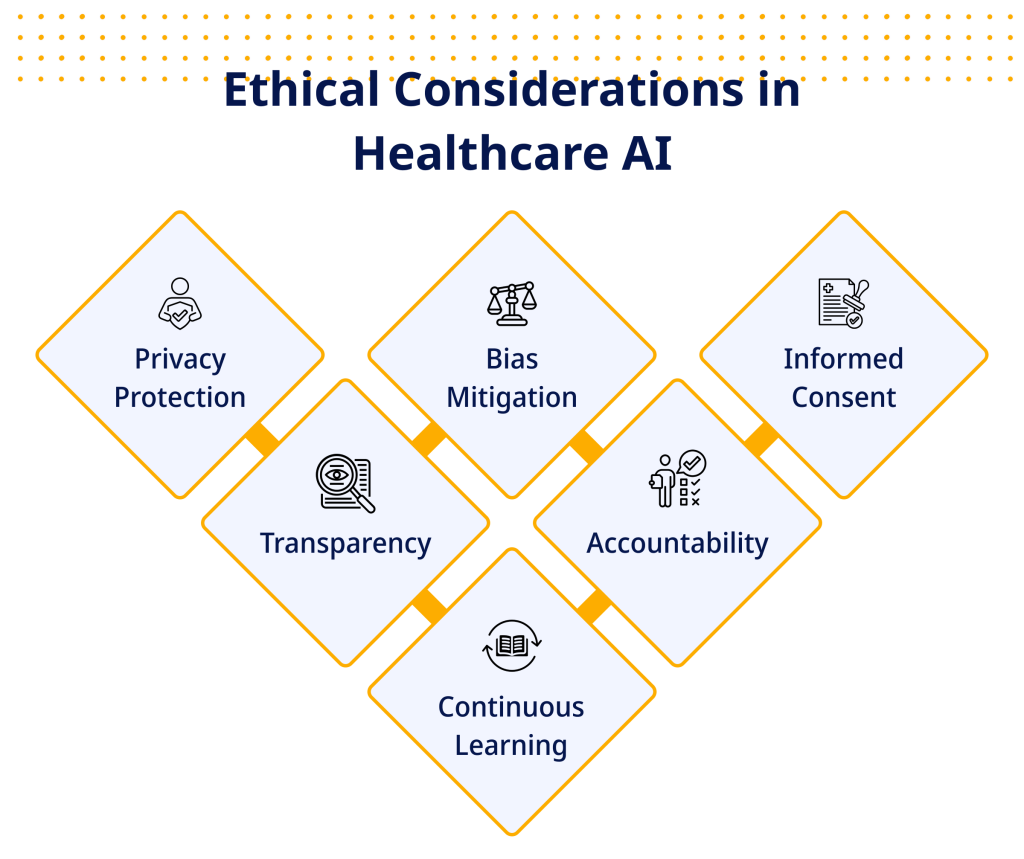 Ethical Considerations in
Healthcare AI
Privacy
Protection
Bias
Mitigation
Informed
Consent
Transparency
Accountability
Continuous
Learning